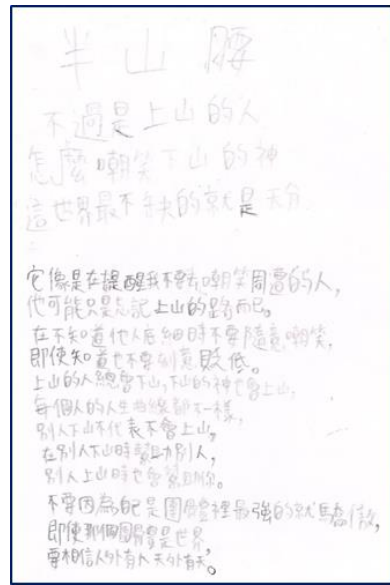 半山腰
不過是上山的人
怎麼嘲笑下山的神
這世界最不缺的就是天分
它像是在提醒我不要去嘲笑周遭的人,
他可能只是忘記上山的路而已。
在不知道他人底細時不要隨意嘲笑,
即使知道也不要刻意貶低。
上山的人總會下山,下山的神也會上山,
每個人的人生曲線都不一樣,
別人下山不代表不會上山。
在別人下山時幫助別人,
別人上山時也會幫助你。
不要因為自己是團體裡最強的就驕傲,
即使那個團體是世界,
要相信人外有人天外有天。